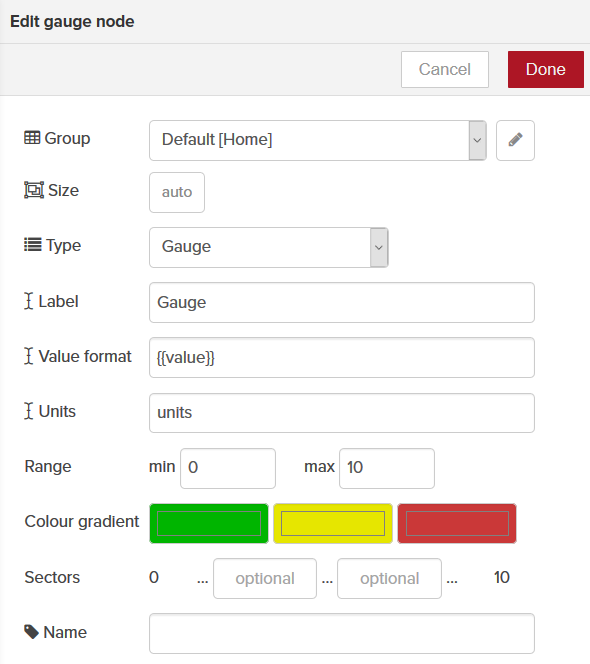 Edit gauge node
Cancel Done
Group Default [Home]
Size auto
Type Gauge
Label Gauge
Value format {{value}}
Units units
Range min 0 max 10
Colour gradient
Sectors 0 ... optional ... optional ... 10
Name